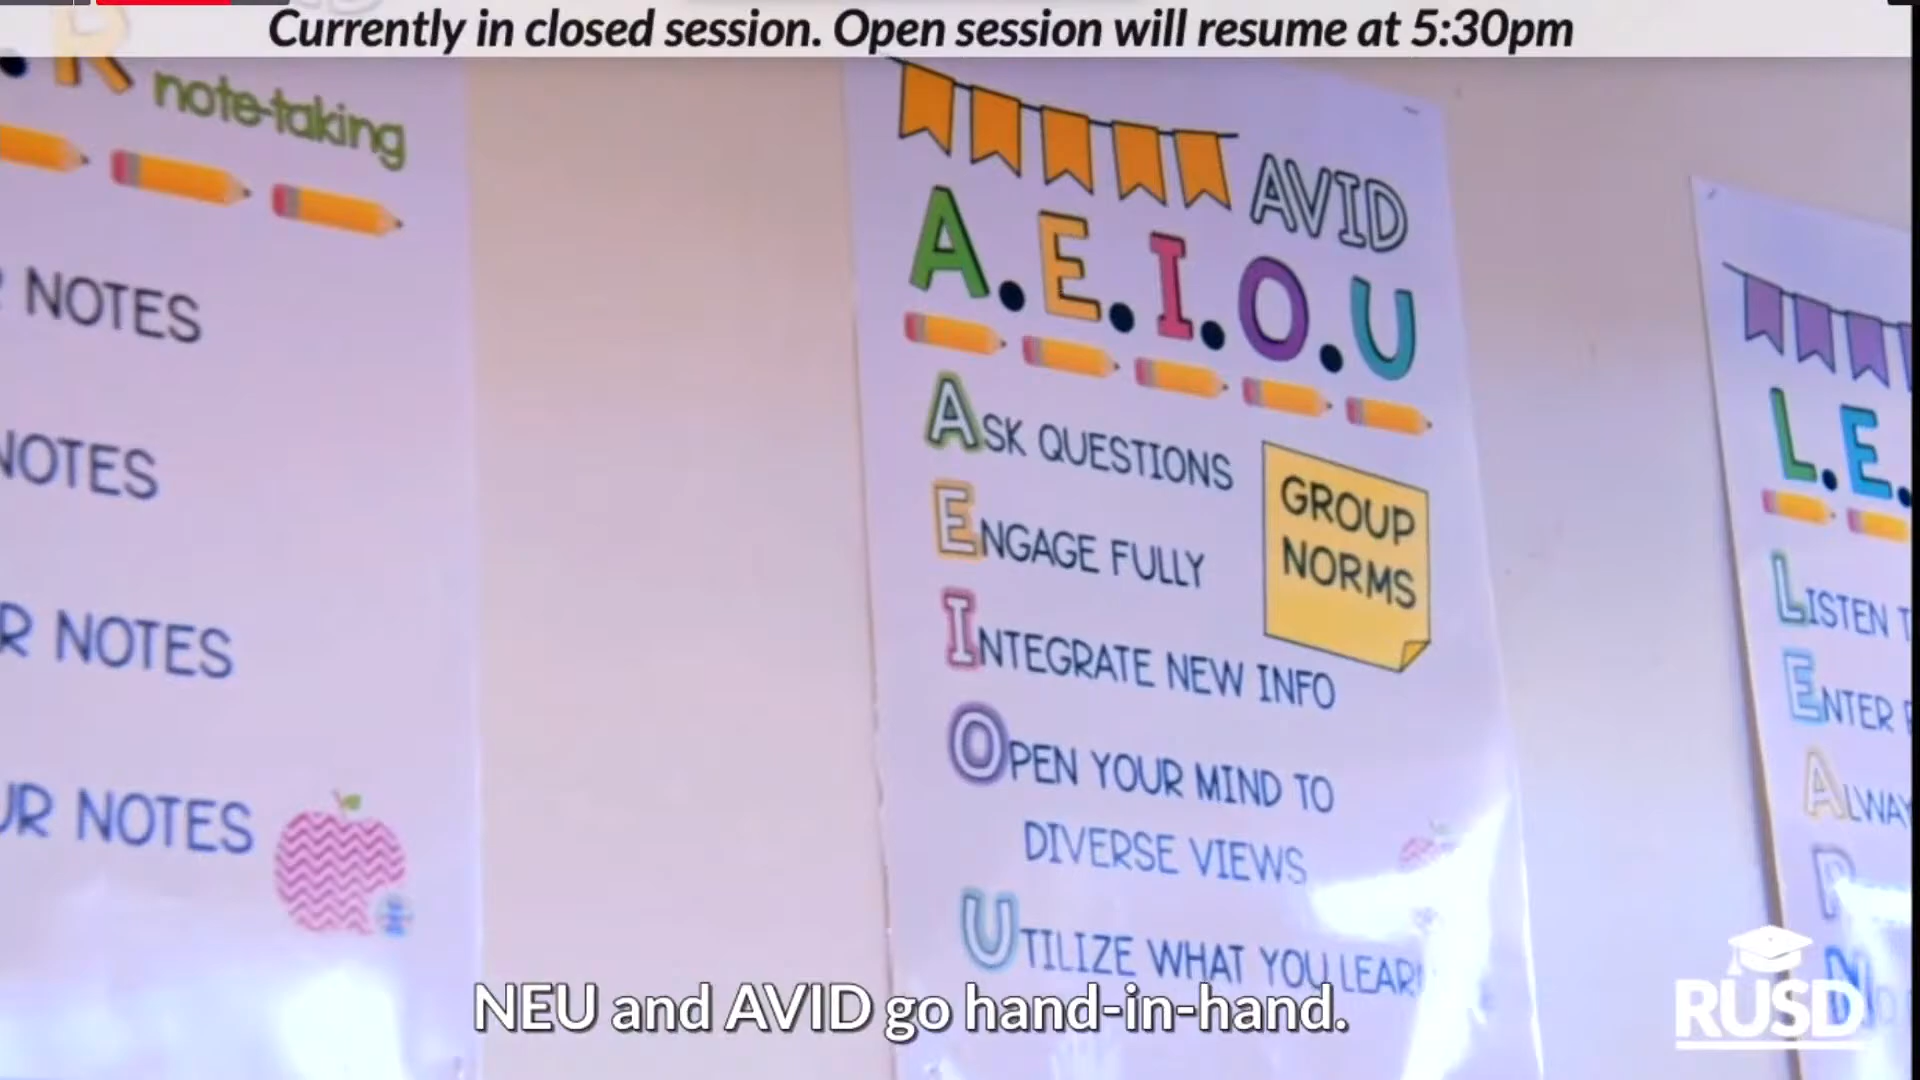 Currently in closed session. Open session will resume at 5:30pm
R note-taking
NOTES
NOTES
R NOTES
UR NOTES
AVID
A.E.I.O.U
ASK QUESTIONS
ENGAGE FULLY
INTEGRATE NEW INFO
OPEN YOUR MIND TO
DIVERSE VIEWS
UTILIZE WHAT YOU LEAR
GROUP
NORMS
L.E.
LISTEN T
ENTER
ALWAY
R
N
NEU and AVID go hand-in-hand.
RUSD